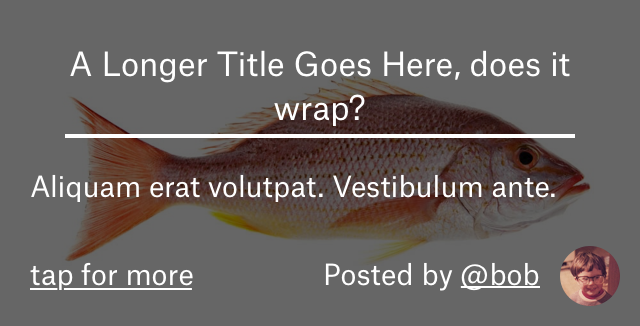 A Longer Title Goes Here, does it
wrap?
Aliquam erat volutpat. Vestibulum ante.
tap for more
Posted by @bob